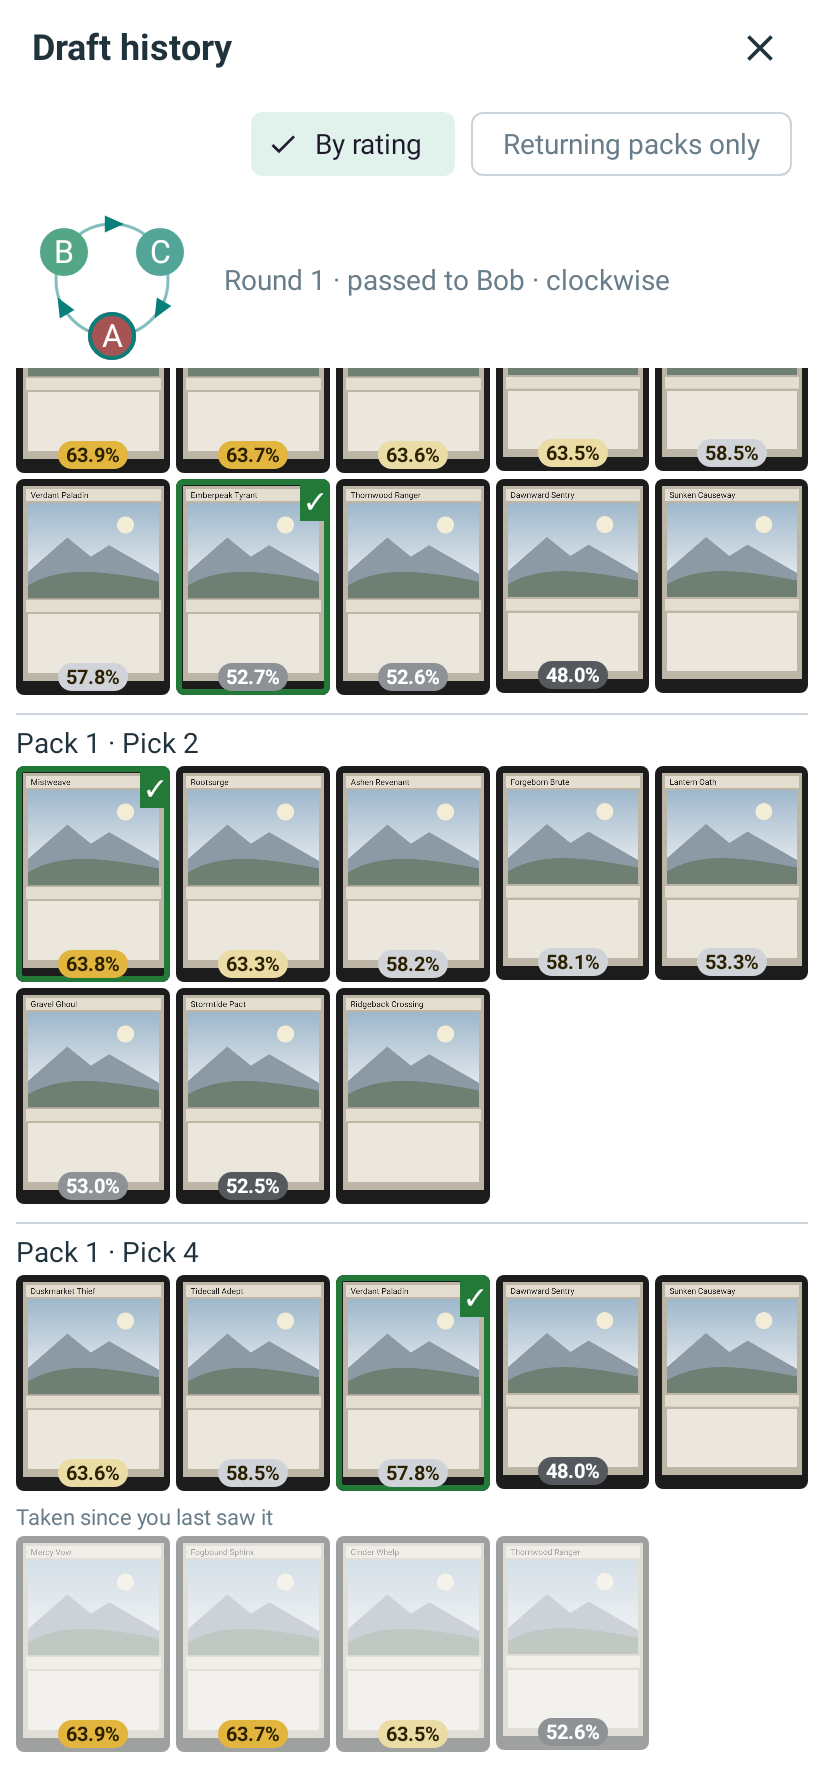 Draft history
By rating
Returning packs only
B
C
A
Round 1 · passed to Bob · clockwise
63.9%
63.7%
63.6%
63.5%
58.5%
Verdant Paladin
Emberpeak Tyrant
Thornwood Ranger
Dawnward Sentry
Sunken Causeway
57.8%
52.7%
52.6%
48.0%
Pack 1 · Pick 2
Mistweave
Rootsurge
Ashen Revenant
Forgeborn Brute
Lantern Oath
63.8%
63.3%
58.2%
58.1%
53.3%
Gravel Ghoul
Stormtide Pact
Ridgeback Crossing
53.0%
52.5%
Pack 1 · Pick 4
Duskmarket Thief
Tidecall Adept
Verdant Paladin
Dawnward Sentry
Sunken Causeway
63.6%
58.5%
57.8%
48.0%
Taken since you last saw it
Mercy Vow
Fogbound Sphinx
Cinder Whelp
Thornwood Ranger
63.9%
63.7%
63.5%
52.6%